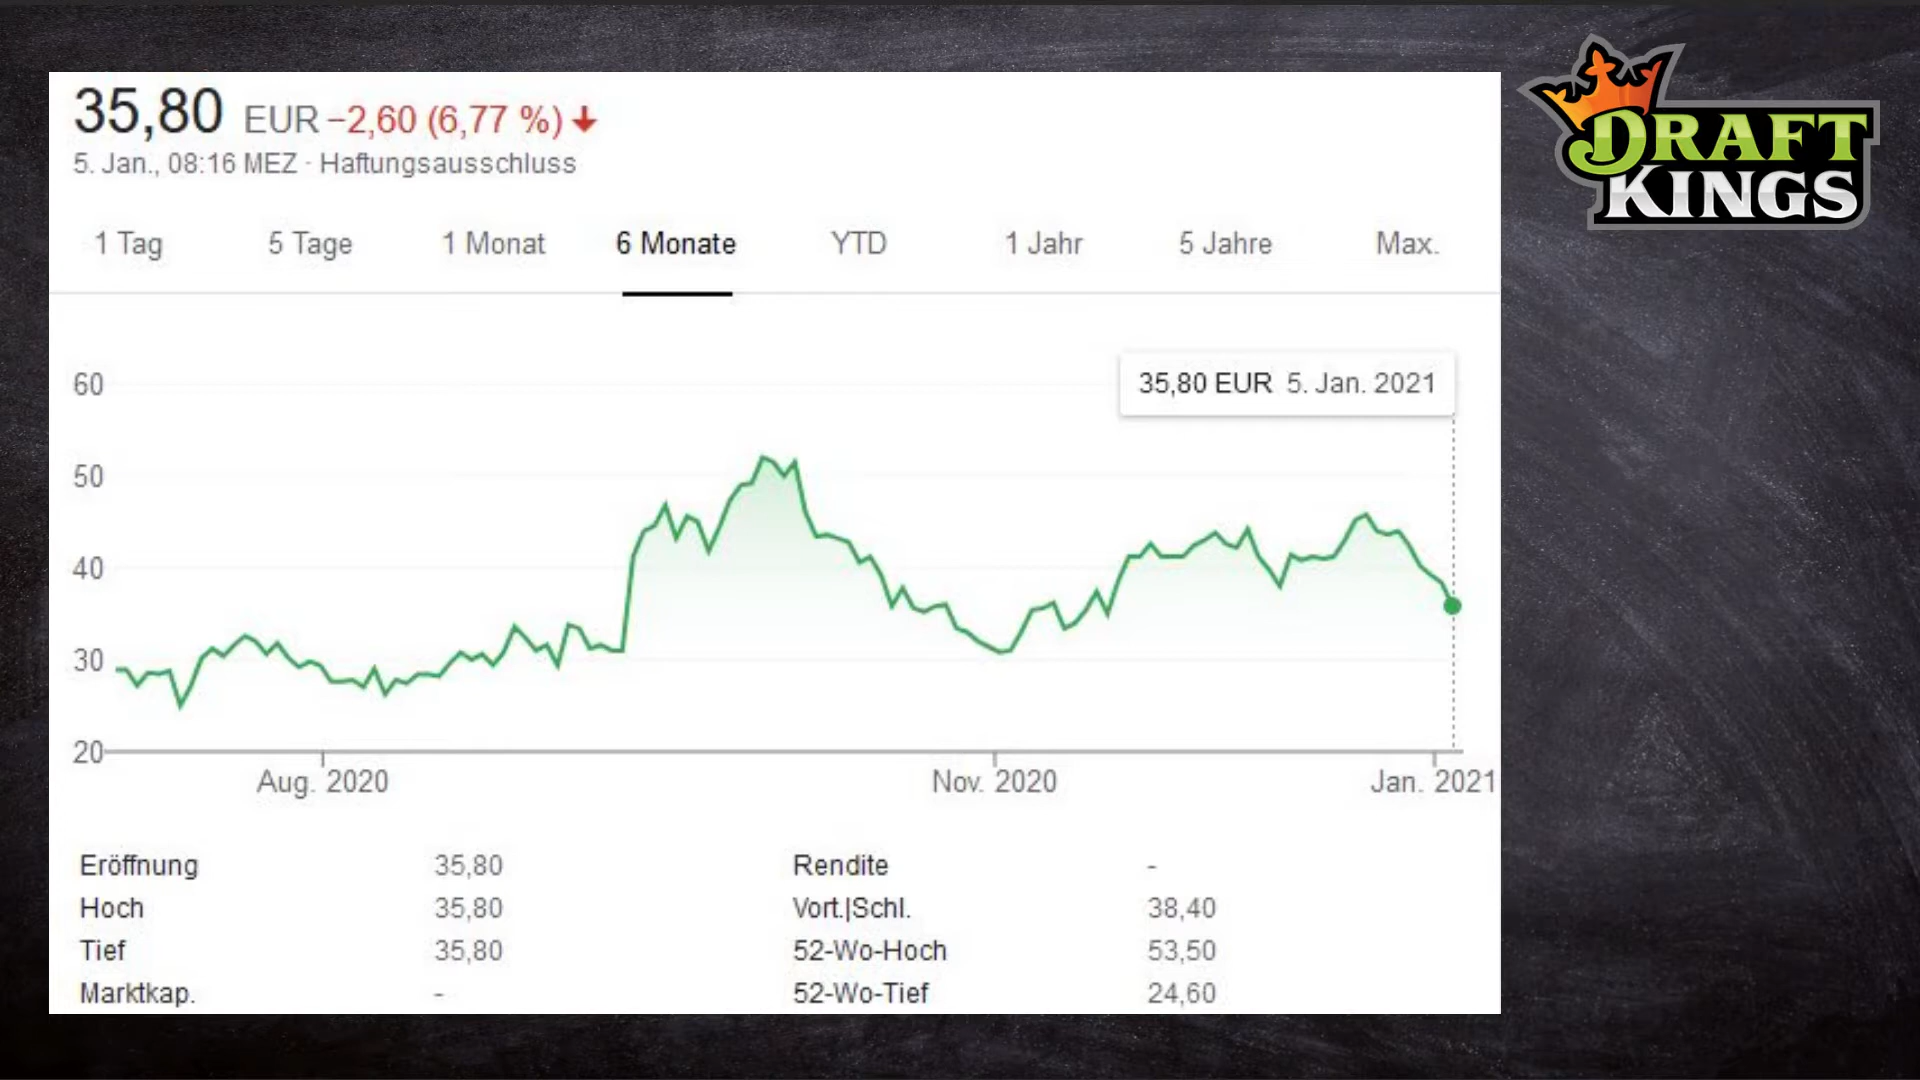 35,80 EUR −2,60 (6,77 %)
5. Jan., 08:16 MEZ · Haftungsausschluss
DRAFT
KINGS
1 Tag 5 Tage 1 Monat 6 Monate YTD 1 Jahr 5 Jahre Max.
35,80 EUR 5. Jan. 2021
60
50
40
30
20
Aug. 2020 Nov. 2020 Jan. 2021
Eröffnung 35,80 Rendite -
Hoch 35,80 Vort.|Schl. 38,40
Tief 35,80 52-Wo-Hoch 53,50
Marktkap. - 52-Wo-Tief 24,60